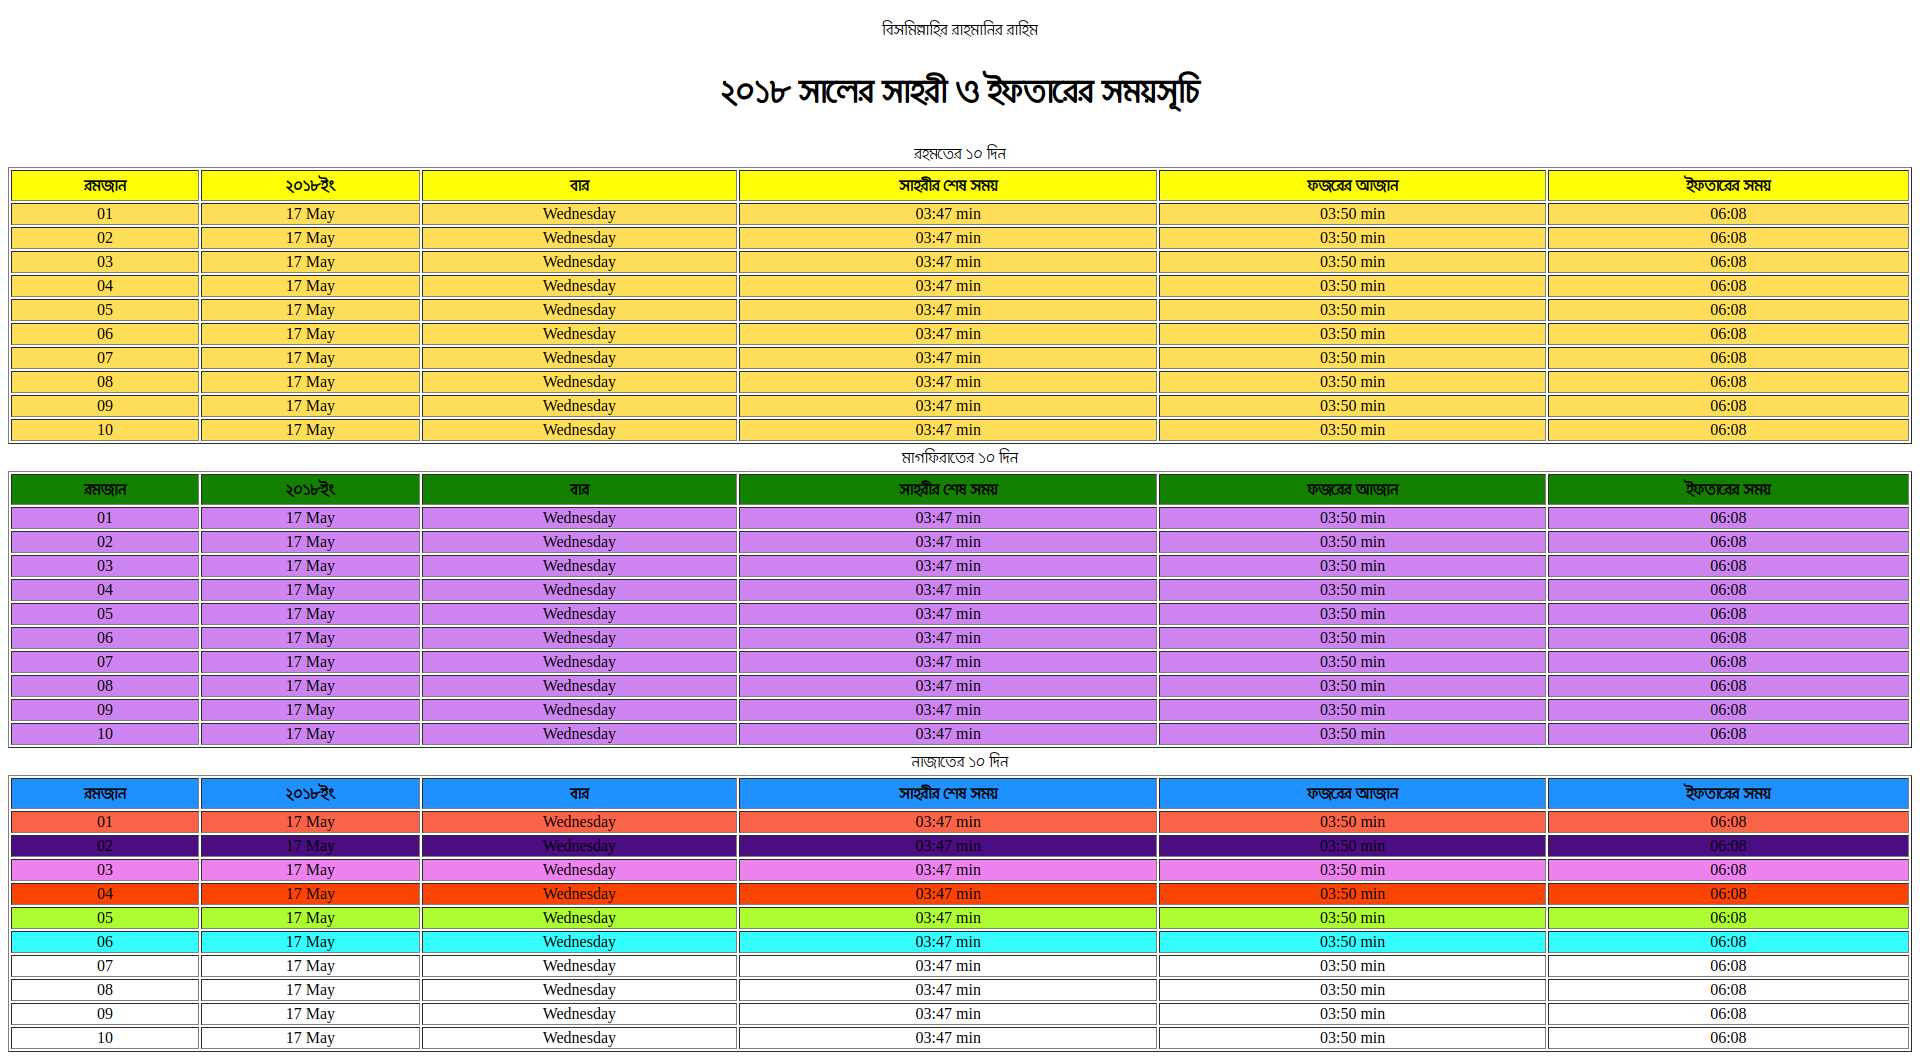 বিসমিল্লাহির রাহমানির রাহিম
২০১৮ সালের সাহরী ও ইফতারের সময়সূচি
রহমতের ১০ দিন
রমজান ২০১৮ইং বার সাহরীর শেষ সময় ফজরের আজান ইফতারের সময়
01 17 May Wednesday 03:47 min 03:50 min 06:08
02 17 May Wednesday 03:47 min 03:50 min 06:08
03 17 May Wednesday 03:47 min 03:50 min 06:08
04 17 May Wednesday 03:47 min 03:50 min 06:08
05 17 May Wednesday 03:47 min 03:50 min 06:08
06 17 May Wednesday 03:47 min 03:50 min 06:08
07 17 May Wednesday 03:47 min 03:50 min 06:08
08 17 May Wednesday 03:47 min 03:50 min 06:08
09 17 May Wednesday 03:47 min 03:50 min 06:08
10 17 May Wednesday 03:47 min 03:50 min 06:08
মাগফিরাতের ১০ দিন
রমজান ২০১৮ইং বার সাহরীর শেষ সময় ফজরের আজান ইফতারের সময়
01 17 May Wednesday 03:47 min 03:50 min 06:08
02 17 May Wednesday 03:47 min 03:50 min 06:08
03 17 May Wednesday 03:47 min 03:50 min 06:08
04 17 May Wednesday 03:47 min 03:50 min 06:08
05 17 May Wednesday 03:47 min 03:50 min 06:08
06 17 May Wednesday 03:47 min 03:50 min 06:08
07 17 May Wednesday 03:47 min 03:50 min 06:08
08 17 May Wednesday 03:47 min 03:50 min 06:08
09 17 May Wednesday 03:47 min 03:50 min 06:08
10 17 May Wednesday 03:47 min 03:50 min 06:08
নাজাতের ১০ দিন
রমজান ২০১৮ইং বার সাহরীর শেষ সময় ফজরের আজান ইফতারের সময়
01 17 May Wednesday 03:47 min 03:50 min 06:08
02 17 May Wednesday 03:47 min 03:50 min 06:08
03 17 May Wednesday 03:47 min 03:50 min 06:08
04 17 May Wednesday 03:47 min 03:50 min 06:08
05 17 May Wednesday 03:47 min 03:50 min 06:08
06 17 May Wednesday 03:47 min 03:50 min 06:08
07 17 May Wednesday 03:47 min 03:50 min 06:08
08 17 May Wednesday 03:47 min 03:50 min 06:08
09 17 May Wednesday 03:47 min 03:50 min 06:08
10 17 May Wednesday 03:47 min 03:50 min 06:08